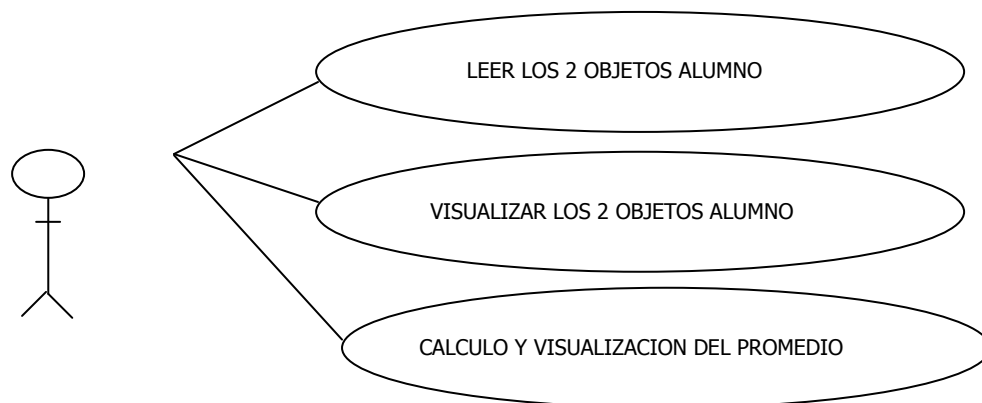 LEER LOS 2 OBJETOS ALUMNO
VISUALIZAR LOS 2 OBJETOS ALUMNO
CALCULO Y VISUALIZACION DEL PROMEDIO